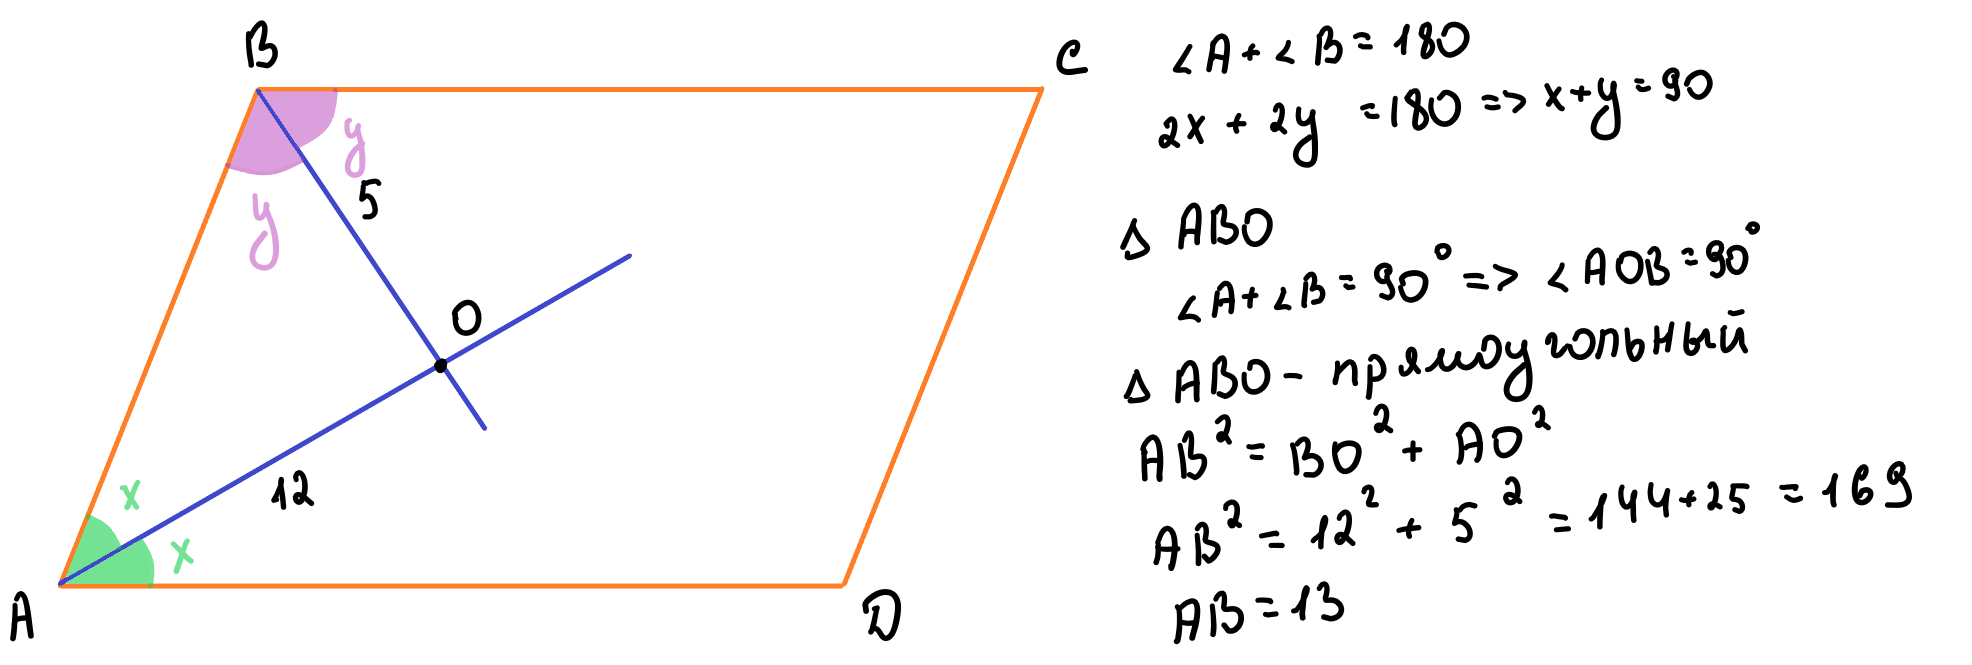 B
C
y
5
y
O
x
12
x
A
D
∠A + ∠B = 180
2x + 2y = 180 => x + y = 90
Δ ABO
∠A + ∠B = 90° => ∠AOB = 90°
Δ ABO - прямоугольный
AB² = BO² + AO²
AB² = 12² + 5² = 144 + 25 = 169
AB = 13